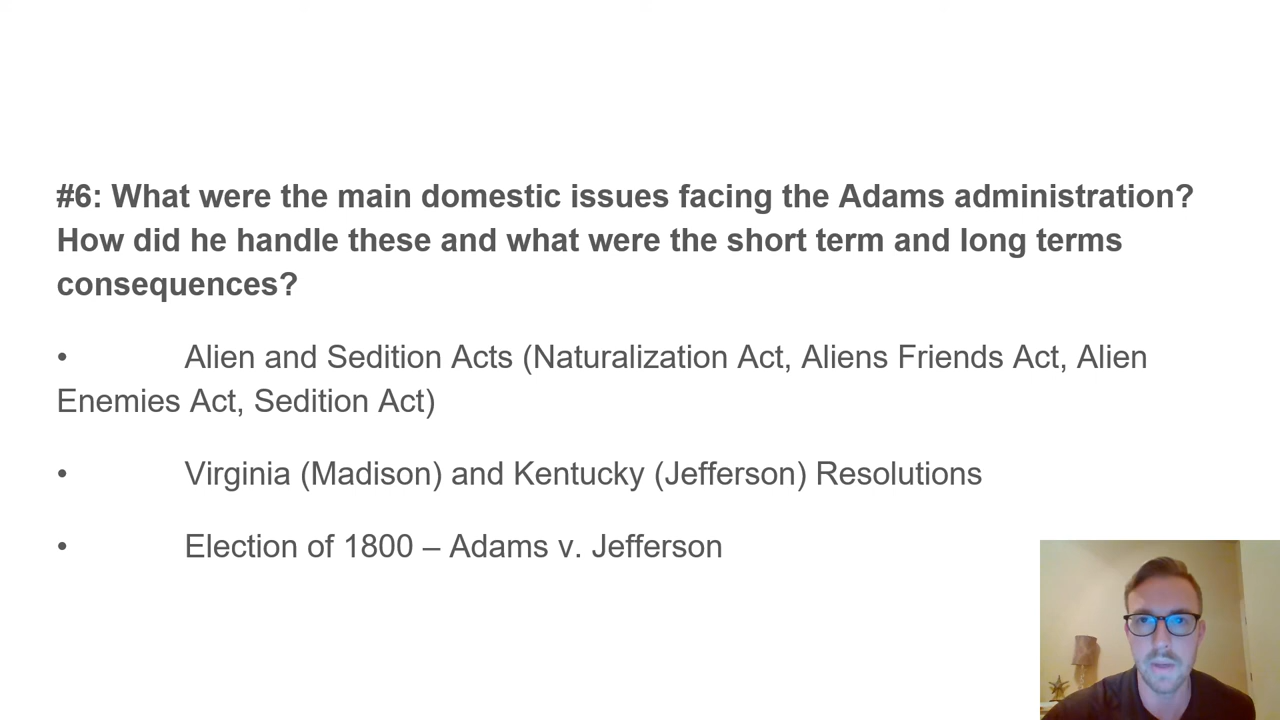 #6: What were the main domestic issues facing the Adams administration?
How did he handle these and what were the short term and long terms
consequences?
• Alien and Sedition Acts (Naturalization Act, Aliens Friends Act, Alien
Enemies Act, Sedition Act)
• Virginia (Madison) and Kentucky (Jefferson) Resolutions
• Election of 1800 – Adams v. Jefferson